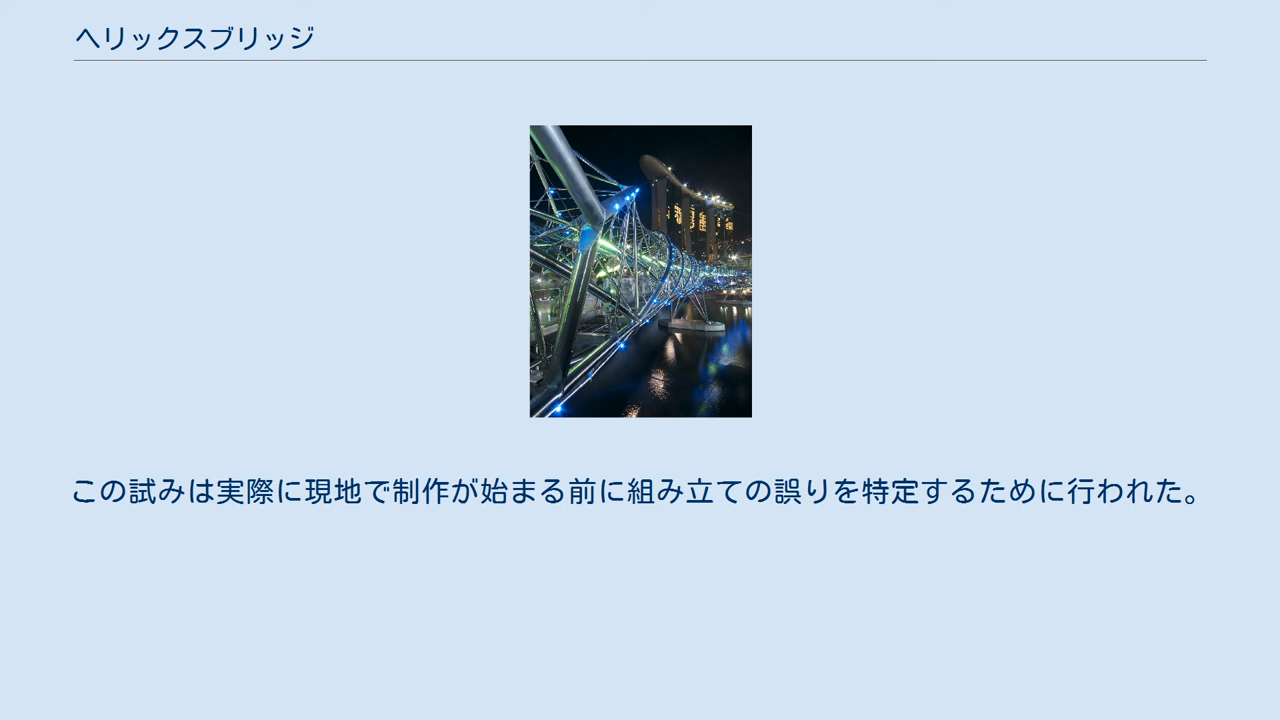 ヘリックスブリッジ
この試みは実際に現地で制作が始まる前に組み立ての誤りを特定するために行われた。